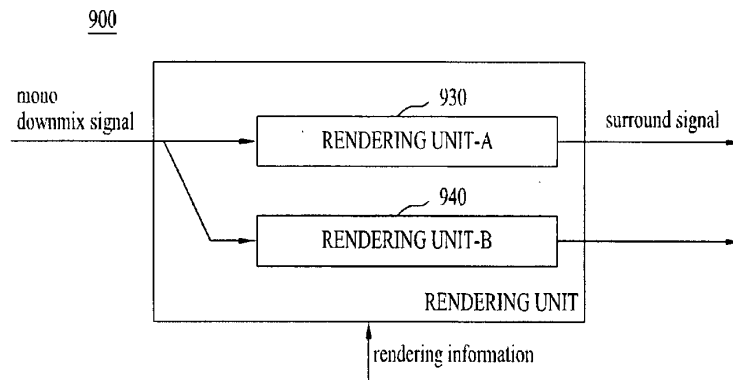 900
mono
downmix signal
930
RENDERING UNIT-A
surround signal
940
RENDERING UNIT-B
RENDERING UNIT
rendering information